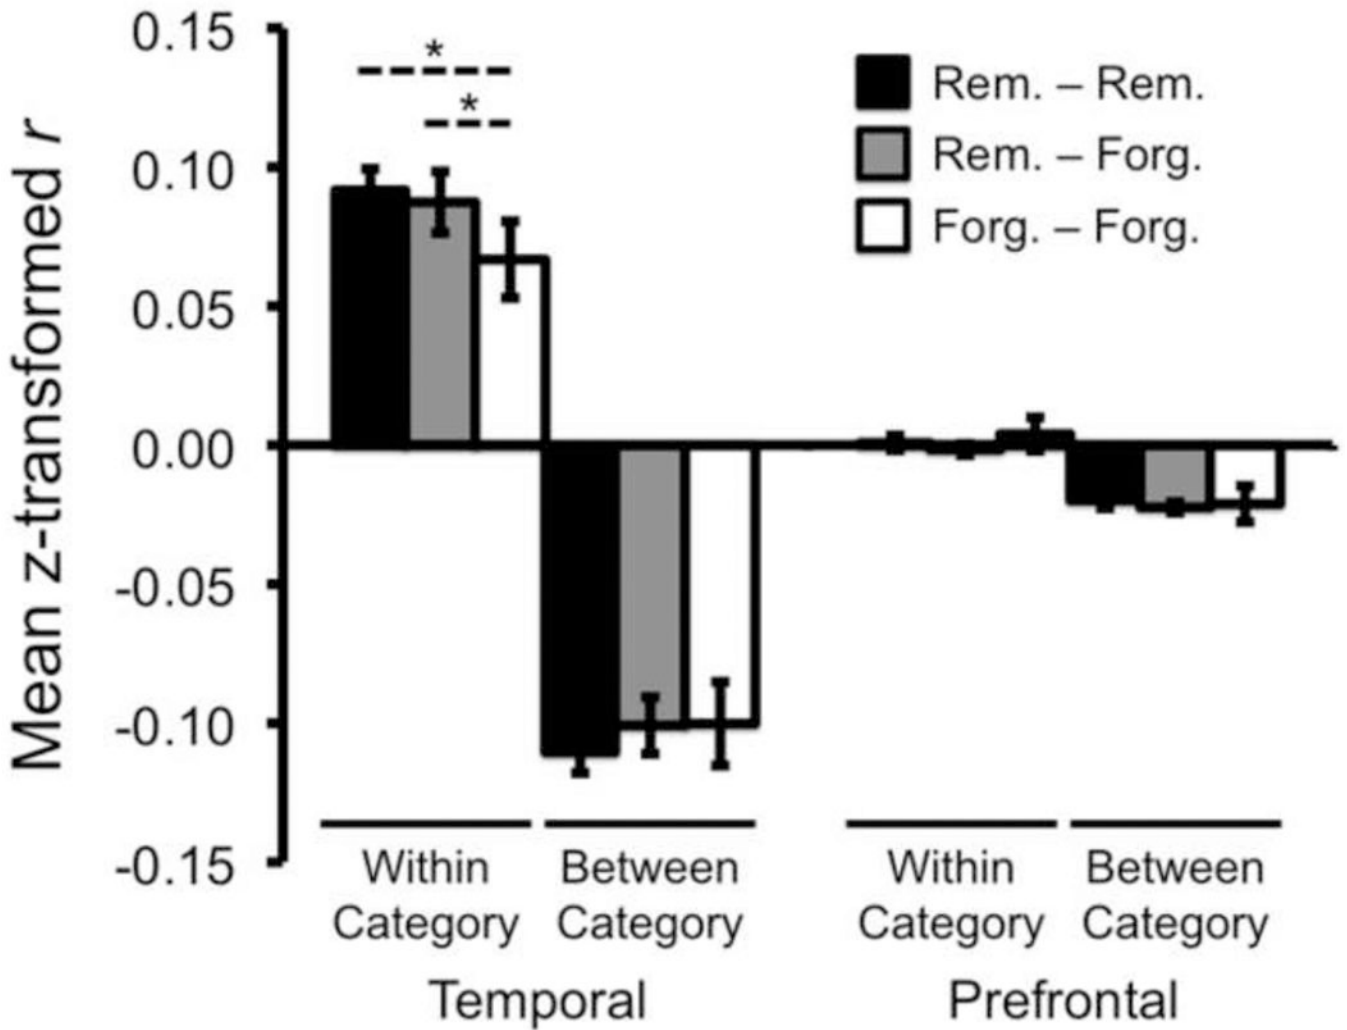 Mean z-transformed r
0.15
0.10
0.05
0.00
-0.05
-0.10
-0.15
*
*
Rem. – Rem.
Rem. – Forg.
Forg. – Forg.
Within
Category
Between
Category
Within
Category
Between
Category
Temporal
Prefrontal